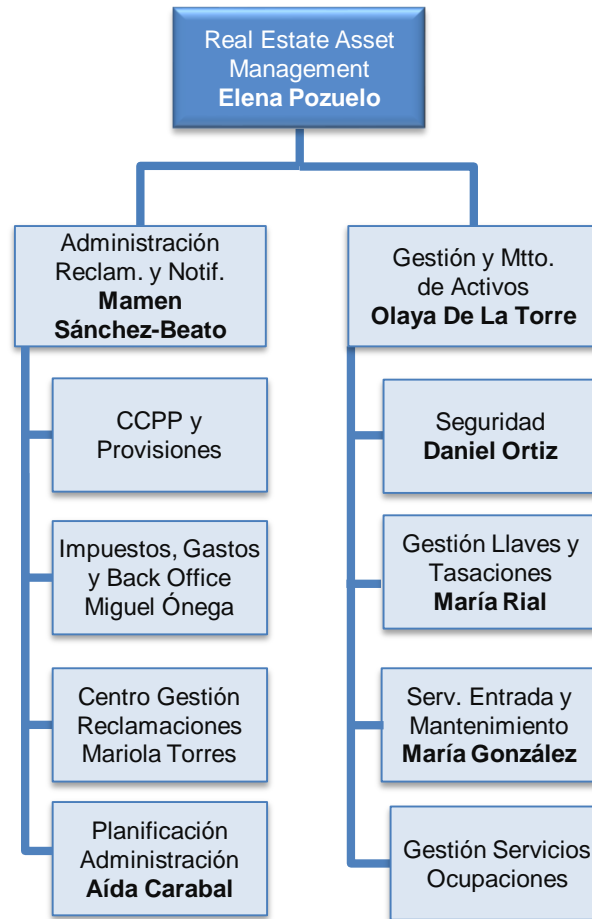 Real Estate Asset
Management
Elena Pozuelo
Administración
Reclam. y Notif.
Mamen
Sánchez-Beato
CCPP y
Provisiones
Impuestos, Gastos
y Back Office
Miguel Ónega
Centro Gestión
Reclamaciones
Mariola Torres
Planificación
Administración
Aída Carabal
Gestión y Mtto.
de Activos
Olaya De La Torre
Seguridad
Daniel Ortiz
Gestión Llaves y
Tasaciones
María Rial
Serv. Entrada y
Mantenimiento
María González
Gestión Servicios
Ocupaciones